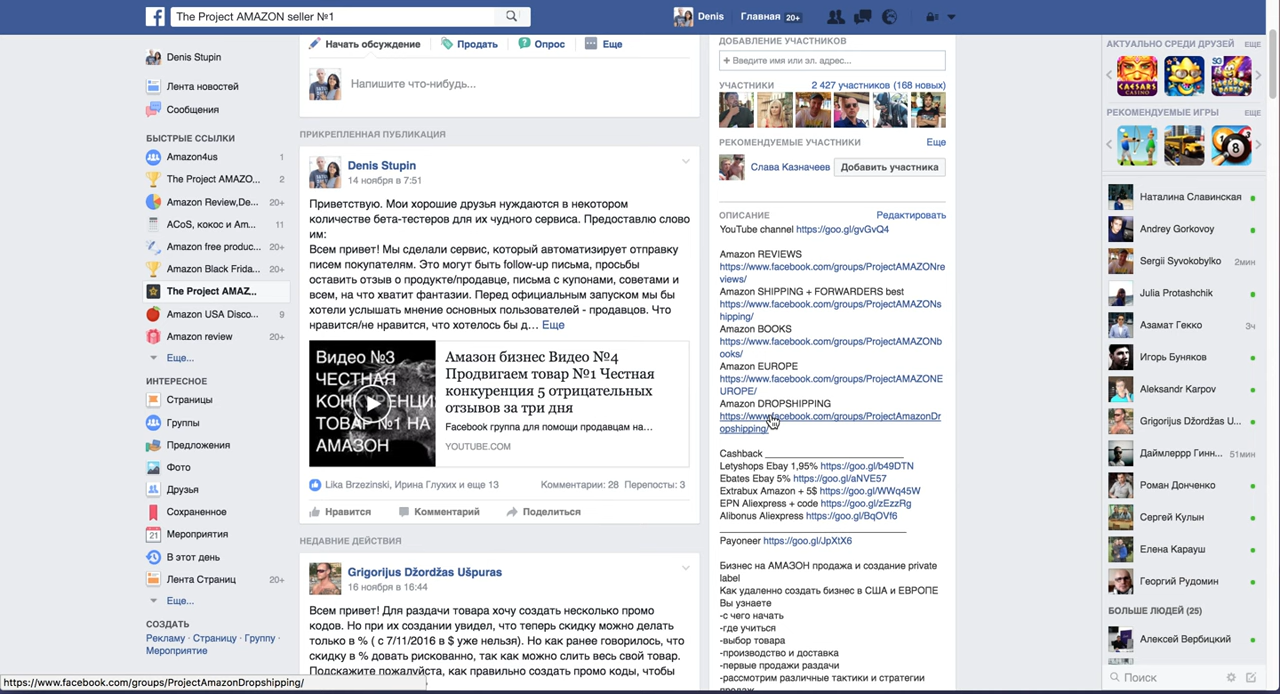 The Project AMAZON seller №1
Denis
Главная 20+
Denis Stupin
Лента новостей
Сообщения
БЫСТРЫЕ ССЫЛКИ
Amazon4us 1
The Project AMAZO... 2
Amazon Review,De... 20+
ACoS, кокос и Am... 11
Amazon free produc... 20+
Amazon Black Frida... 20+
The Project AMAZ...
Amazon USA Disco... 9
Amazon review 20+
Еще...
ИНТЕРЕСНОЕ
Страницы
Группы
Предложения
Фото
Друзья
Сохраненное
Мероприятия
В этот день
Лента Страниц 20+
Еще...
СОЗДАТЬ
Рекламу · Страницу · Группу ·
Мероприятие
Начать обсуждение Продать Опрос Еще
Напишите что-нибудь...
ПРИКРЕПЛЕННАЯ ПУБЛИКАЦИЯ
Denis Stupin
14 ноября в 7:51
Приветствую. Мои хорошие друзья нуждаются в некотором
количестве бета-тестеров для их чудного сервиса. Предоставлю слово
им:
Всем привет! Мы сделали сервис, который автоматизирует отправку
писем покупателям. Это могут быть follow-up письма, просьбы
оставить отзыв о продукте/продавце, письма с купонами, советами и
всем, на что хватит фантазии. Перед официальным запуском мы бы
хотели услышать мнение основных пользователей - продавцов. Что
нравится/не нравится, что хотелось бы д... Еще
Видео №3
ЧЕСТНАЯ
КОНКУРЕНЦИЯ
ТОВАР №1 НА
АМАЗОН
Амазон бизнес Видео №4
Продвигаем товар №1 Честная
конкуренция 5 отрицательных
отзывов за три дня
Facebook группа для помощи продавцам на...
YOUTUBE.COM
Lika Brzezinski, Ирина Глухих и еще 13
Комментарии: 28 Перепосты: 3
Нравится Комментарий Поделиться
НЕДАВНИЕ ДЕЙСТВИЯ
Grigorijus Džordžas Ušpuras
16 ноября в 16:44
Всем привет! Для раздачи товара хочу создать несколько промо
кодов. Но при их создании увидел, что теперь скидку можно делать
только в % ( с 7/11/2016 в $ уже нельзя). Но как ранее говорилось, что
скидку в % довать рискованно, так как можно слить весь свой товар.
Подскажите пожалуйста, как правильно создать промо коды, чтобы
ДОБАВЛЕНИЕ УЧАСТНИКОВ
+ Введите имя или эл. адрес...
УЧАСТНИКИ
2 427 участников (168 новых)
РЕКОМЕНДУЕМЫЕ УЧАСТНИКИ Еще
Слава Казначеев Добавить участника
ОПИСАНИЕ Редактировать
YouTube channel https://goo.gl/gvGvQ4
Amazon REVIEWS
https://www.facebook.com/groups/ProjectAMAZONre
views/
Amazon SHIPPING + FORWARDERS best
https://www.facebook.com/groups/ProjectAMAZONs
hipping/
Amazon BOOKS
https://www.facebook.com/groups/ProjectAMAZONb
ooks/
Amazon EUROPE
https://www.facebook.com/groups/ProjectAMAZONE
UROPE/
Amazon DROPSHIPPING
https://www.facebook.com/groups/ProjectAmazonDr
opshipping/
Cashback
Letyshops Ebay 1,95% https://goo.gl/b49DTN
Ebates Ebay 5% https://goo.gl/aNVE57
Extrabux Amazon + 5$ https://goo.gl/WWq45W
EPN Aliexpress + code https://goo.gl/zEzzRg
Alibonus Aliexpress https://goo.gl/BqOVf6
Payoneer https://goo.gl/JpXtX6
Бизнес на АМАЗОН продажа и создание private
label
Как удаленно создать бизнес в США и ЕВРОПЕ
Вы узнаете
-с чего начать
-где учиться
-выбор товара
-производство и доставка
-первые продажи раздачи
-рассмотрим различные тактики и стратегии
продаж
АКТУАЛЬНО СРЕДИ ДРУЗЕЙ ЕЩЕ
CAESARS
CASINO
JACKPOT
PARTY
РЕКОМЕНДУЕМЫЕ ИГРЫ ЕЩЕ
8
Наталина Славинская
Andrey Gorkovoy
Sergii Syvokobylko 2мин
Julia Protashchik
Азамат Гекко 3ч
Игорь Буняков
Aleksandr Karpov
Grigorijus Džordžas U...
Даймлеррр Гинн... 51мин
Роман Донченко
Сергей Кулын
Елена Карауш
Георгий Рудомин
БОЛЬШЕ ЛЮДЕЙ (25)
Алексей Вербицкий
Поиск
https://www.facebook.com/groups/ProjectAmazonDropshipping/